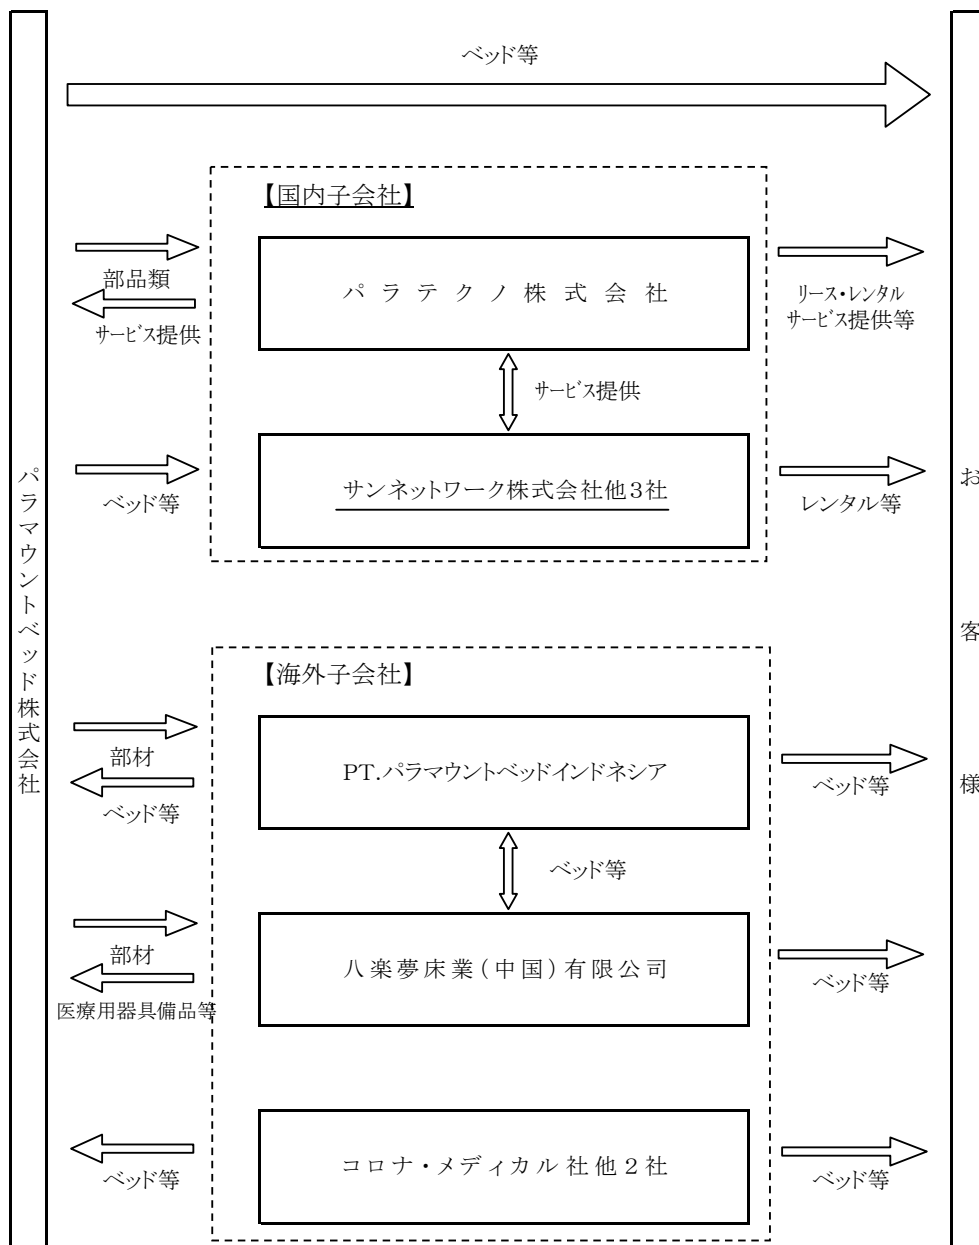 ベッド等
【国内子会社】
部品類
サービス提供
パラテクノ株式会社
リース・レンタル
サービス提供等
サービス提供
ベッド等
サンネットワーク株式会社他3社
レンタル等
パラマウントベッド株式会社
お客様
【海外子会社】
部材
ベッド等
PT.パラマウントベッドインドネシア
ベッド等
ベッド等
部材
医療用器具備品等
八楽夢床業(中国)有限公司
ベッド等
ベッド等
コロナ・メディカル社他2社
ベッド等